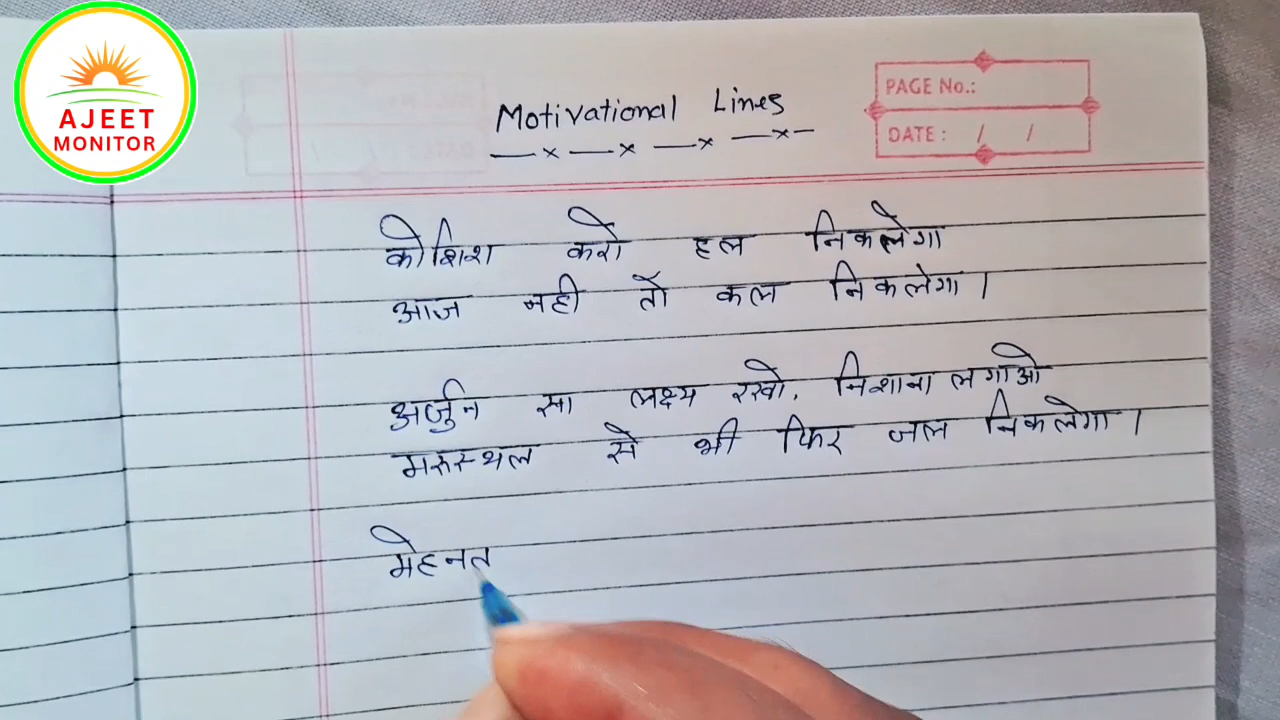 AJEET
MONITOR
PAGE No.:
DATE : / /
Motivational Lines
कोशिश करो हल निकलेगा
आज नही तो कल निकलेगा ।
अर्जुन सा लक्ष्य रखो, निशाना लगाओ
मरुस्थल से भी फिर जल निकलेगा ।
मेहनत